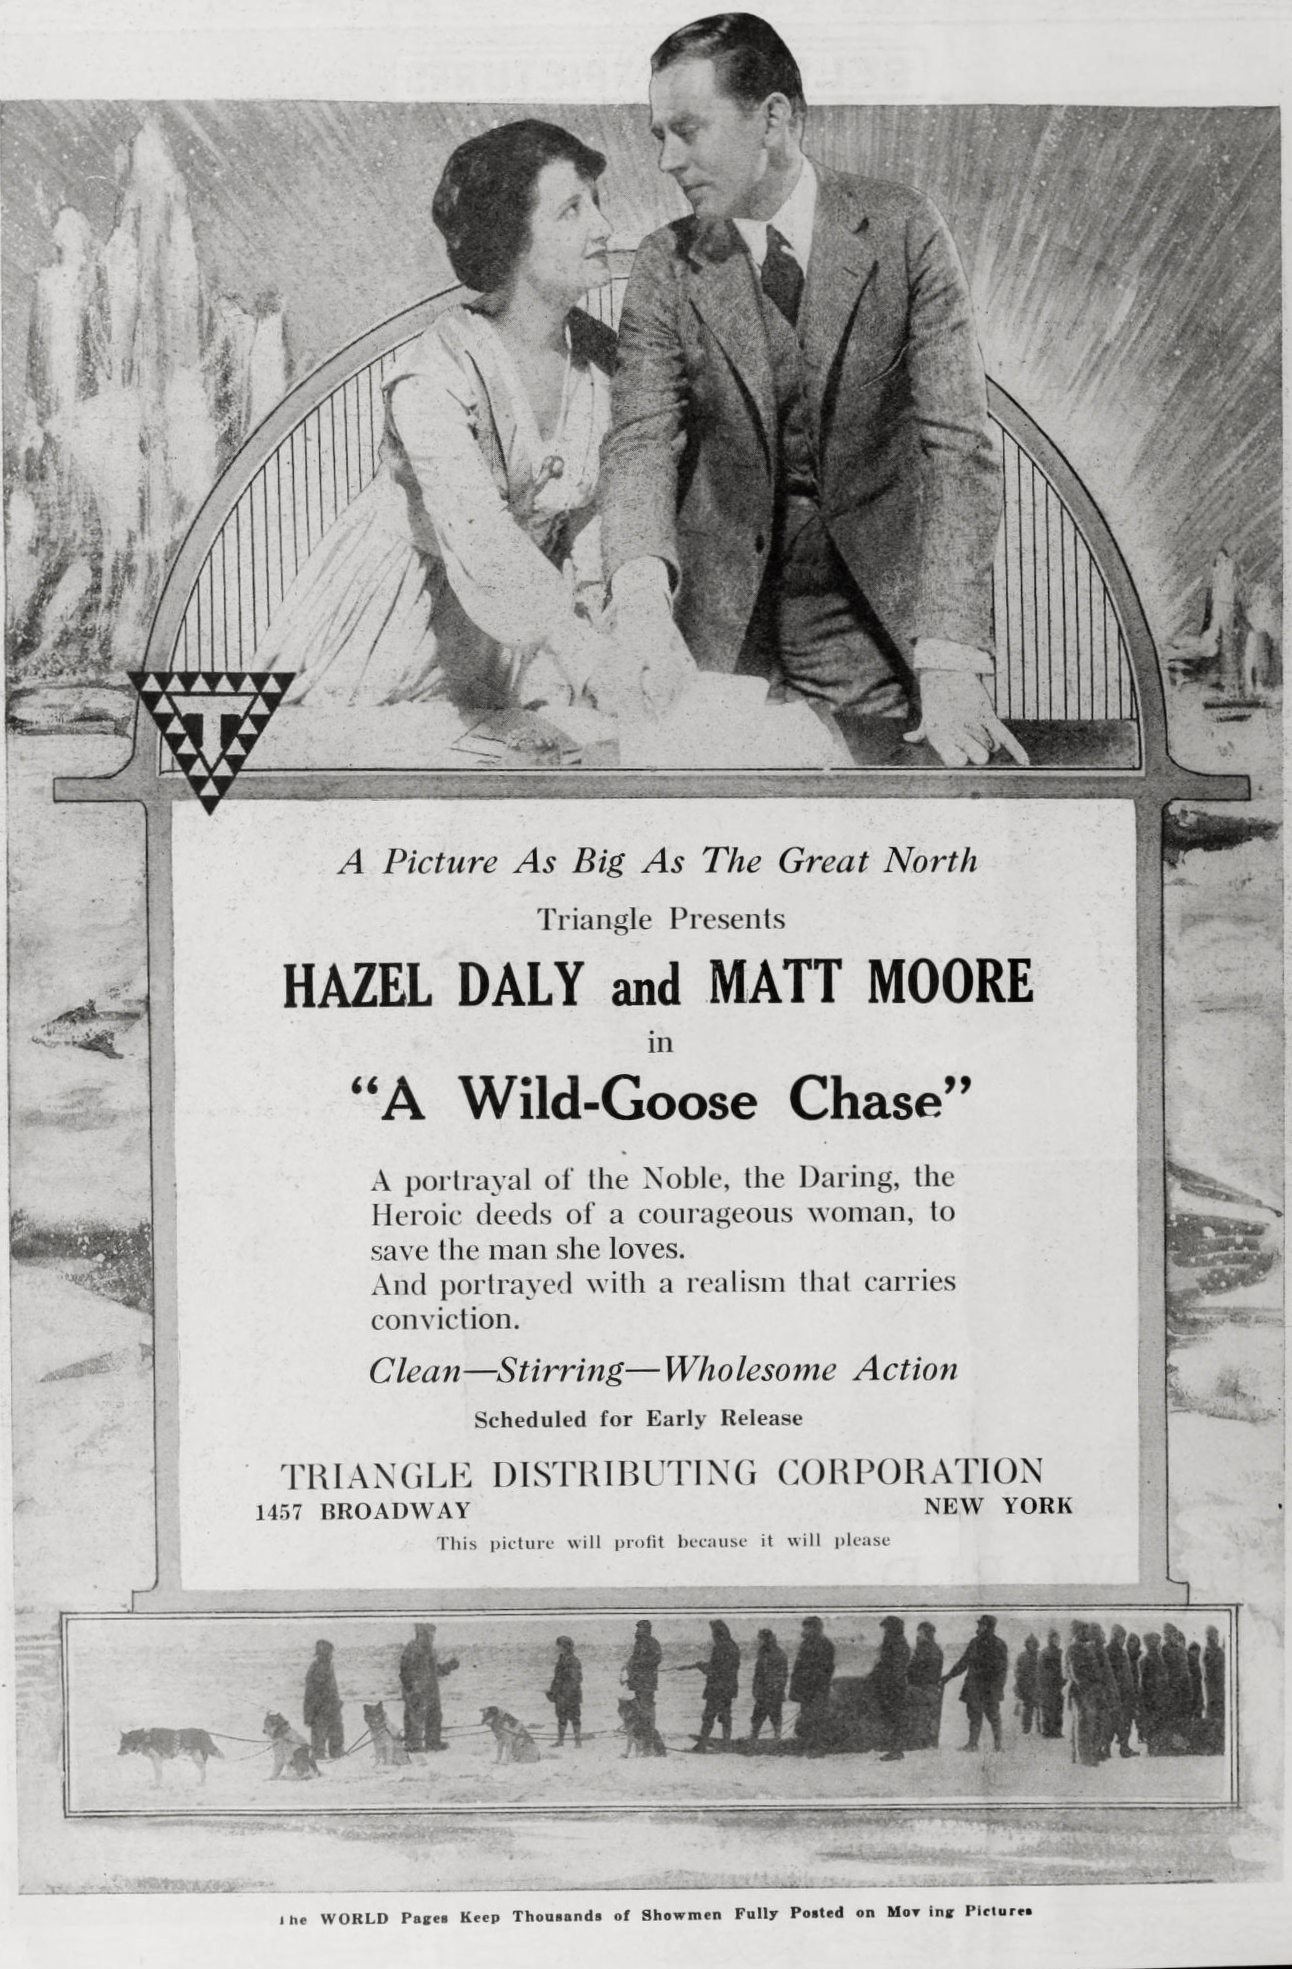 A Picture As Big As The Great North
Triangle Presents
HAZEL DALY and MATT MOORE
in
“A Wild-Goose Chase”
A portrayal of the Noble, the Daring, the
Heroic deeds of a courageous woman, to
save the man she loves.
And portrayed with a realism that carries
conviction.
Clean—Stirring—Wholesome Action
Scheduled for Early Release
TRIANGLE DISTRIBUTING CORPORATION
1457 BROADWAY NEW YORK
This picture will profit because it will please
T
The WORLD Pages Keep Thousands of Showmen Fully Posted on Moving Pictures